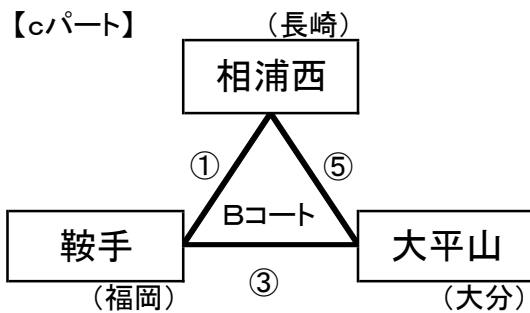 【cパート】
(長崎)
相浦西
①
⑤
Bコート
鞍手
大平山
(福岡)
③
(大分)